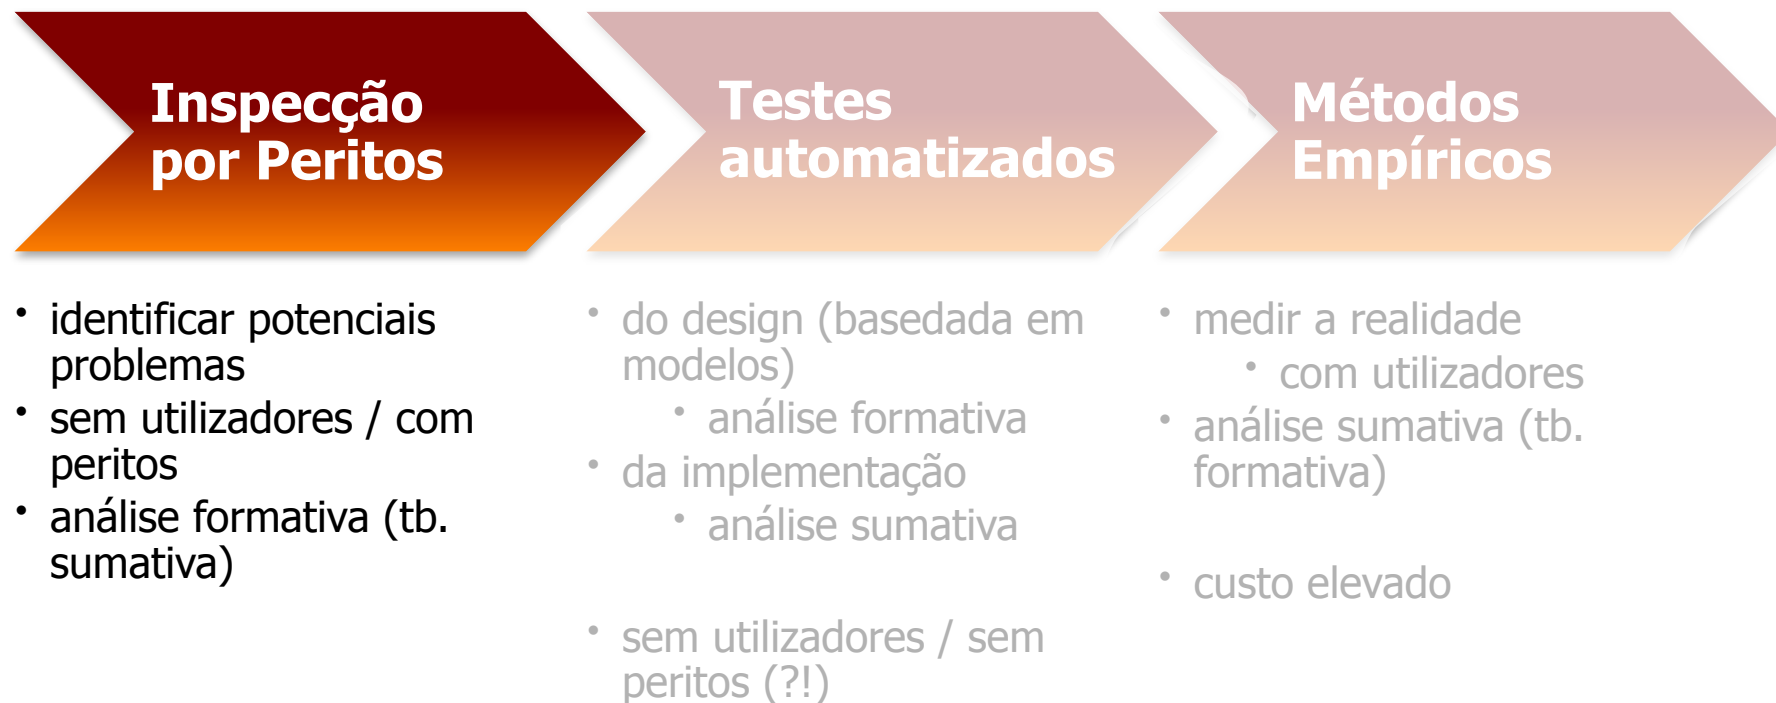 Inspecção
por Peritos
• identificar potenciais
problemas
• sem utilizadores / com
peritos
• análise formativa (tb.
sumativa)
Testes
automatizados
• do design (basedada em
modelos)
• análise formativa
• da implementação
• análise sumativa
• sem utilizadores / sem
peritos (?!)
Métodos
Empíricos
• medir a realidade
• com utilizadores
• análise sumativa (tb.
formativa)
• custo elevado